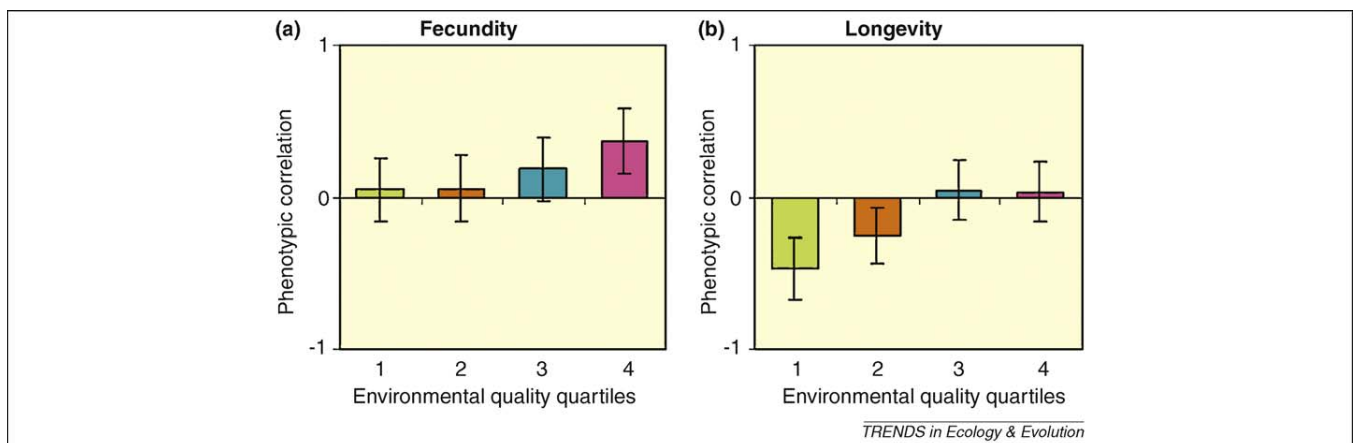 (a) Fecundity
1
0
-1
Phenotypic correlation
1 2 3 4
Environmental quality quartiles
(b) Longevity
1
0
-1
Phenotypic correlation
1 2 3 4
Environmental quality quartiles
TRENDS in Ecology & Evolution